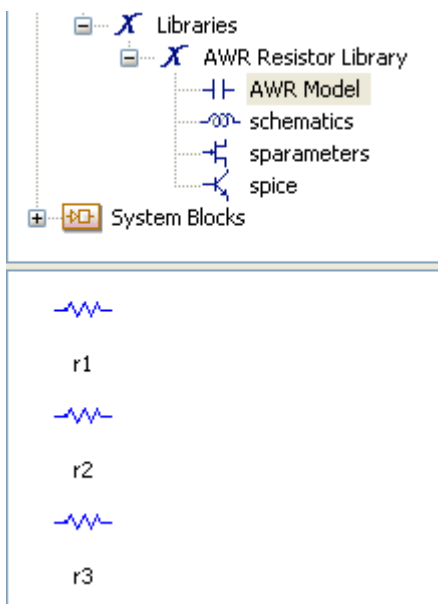 Libraries
AWR Resistor Library
AWR Model
schematics
sparameters
spice
System Blocks
r1
r2
r3